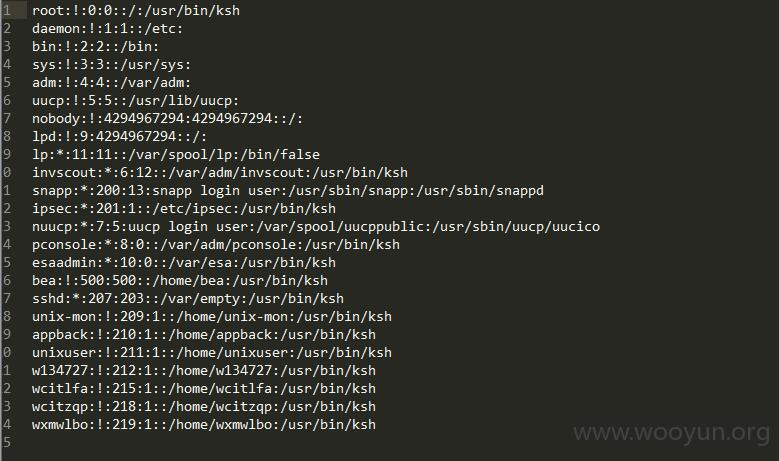 1 root:!:0:0::/:/usr/bin/ksh
2 daemon:!:1:1::/etc:
3 bin:!:2:2::/bin:
4 sys:!:3:3::/usr/sys:
5 adm:!:4:4::/var/adm:
6 uucp:!:5:5::/usr/lib/uucp:
7 nobody:!:4294967294:4294967294::/:
8 lpd:!:9:4294967294::/:
9 lp:*:11:11::/var/spool/lp:/bin/false
0 invscout:*:6:12::/var/adm/invscout:/usr/bin/ksh
1 snapp:*:200:13:snapp login user:/usr/sbin/snapp:/usr/sbin/snappd
2 ipsec:*:201:1::/etc/ipsec:/usr/bin/ksh
3 nuucp:*:7:5:uucp login user:/var/spool/uucppublic:/usr/sbin/uucp/uucico
4 pconsole:*:8:0::/var/adm/pconsole:/usr/bin/ksh
5 esaadmin:*:10:0::/var/esa:/usr/bin/ksh
6 bea:!:500:500::/home/bea:/usr/bin/ksh
7 sshd:*:207:203::/var/empty:/usr/bin/ksh
8 unix-mon:!:209:1::/home/unix-mon:/usr/bin/ksh
9 appback:!:210:1::/home/appback:/usr/bin/ksh
0 unixuser:!:211:1::/home/unixuser:/usr/bin/ksh
1 w134727:!:212:1::/home/w134727:/usr/bin/ksh
2 wcitlfa:!:215:1::/home/wcitlfa:/usr/bin/ksh
3 wcitzqp:!:218:1::/home/wcitzqp:/usr/bin/ksh
4 wxmwlbo:!:219:1::/home/wxmwlbo:/usr/bin/ksh
5
www.wooyun.org